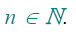 n ∈ ℕ.